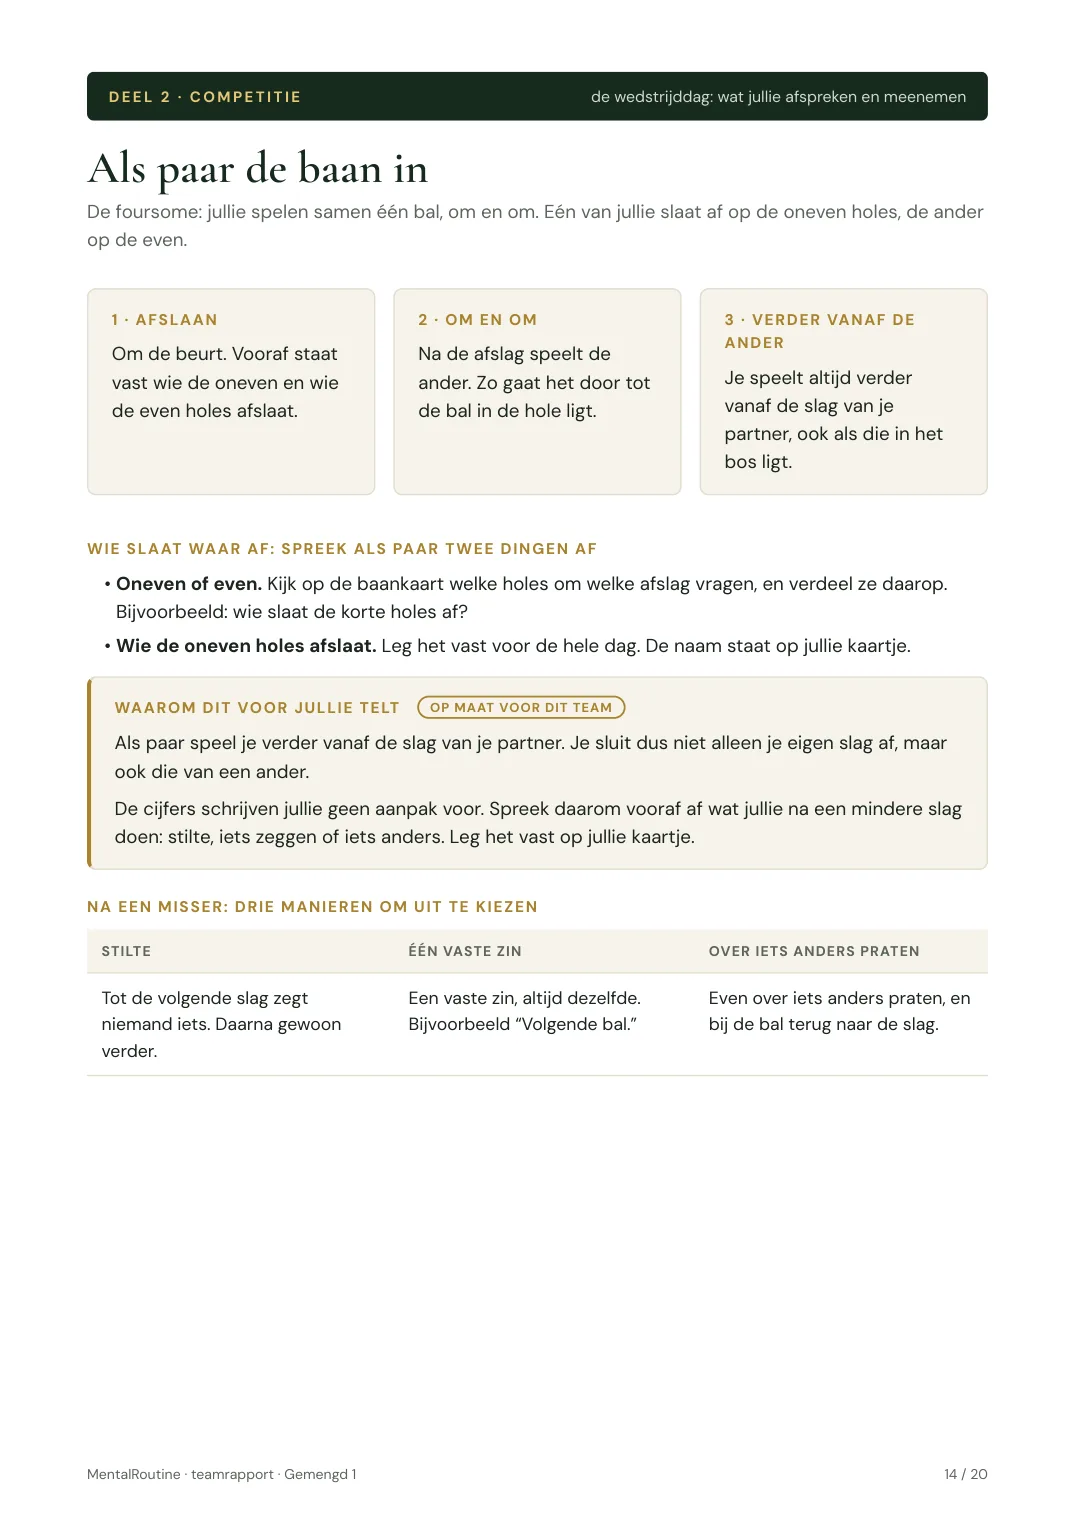 DEEL 2 · COMPETITIE
de wedstrijddag: wat jullie afspreken en meenemen
Als paar de baan in
De foursome: jullie spelen samen één bal, om en om. Eén van jullie slaat af op de oneven holes, de ander
op de even.
1 · AFSLAAN
Om de beurt. Vooraf staat
vast wie de oneven en wie
de even holes afslaat.
2 · OM EN OM
Na de afslag speelt de
ander. Zo gaat het door tot
de bal in de hole ligt.
3 · VERDER VANAF DE
ANDER
Je speelt altijd verder
vanaf de slag van je
partner, ook als die in het
bos ligt.
WIE SLAAT WAAR AF: SPREEK ALS PAAR TWEE DINGEN AF
• Oneven of even. Kijk op de baankaart welke holes om welke afslag vragen, en verdeel ze daarop.
Bijvoorbeeld: wie slaat de korte holes af?
• Wie de oneven holes afslaat. Leg het vast voor de hele dag. De naam staat op jullie kaartje.
WAAROM DIT VOOR JULLIE TELT OP MAAT VOOR DIT TEAM
Als paar speel je verder vanaf de slag van je partner. Je sluit dus niet alleen je eigen slag af, maar
ook die van een ander.
De cijfers schrijven jullie geen aanpak voor. Spreek daarom vooraf af wat jullie na een mindere slag
doen: stilte, iets zeggen of iets anders. Leg het vast op jullie kaartje.
NA EEN MISSER: DRIE MANIEREN OM UIT TE KIEZEN
STILTE
Tot de volgende slag zegt
niemand iets. Daarna gewoon
verder.
ÉÉN VASTE ZIN
Een vaste zin, altijd dezelfde.
Bijvoorbeeld “Volgende bal.”
OVER IETS ANDERS PRATEN
Even over iets anders praten, en
bij de bal terug naar de slag.
MentalRoutine · teamrapport · Gemengd 1
14 / 20